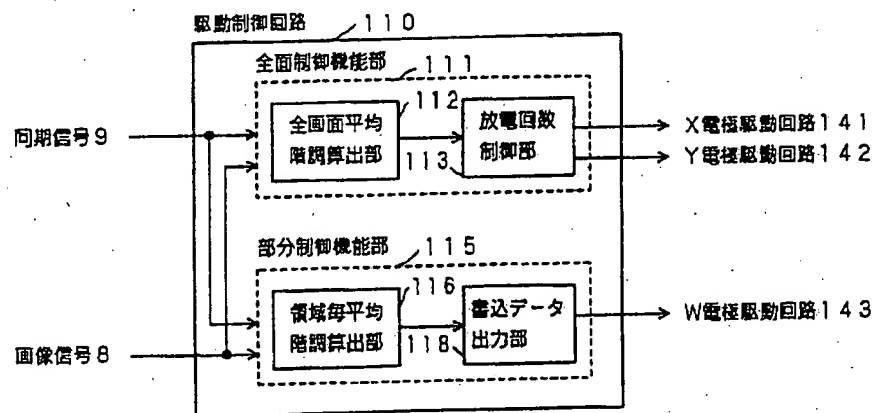 駆動制御回路 110
全面制御機能部 111
全画面平均
階調算出部
112
放電回数
制御部
113
同期信号9
X電極駆動回路141
Y電極駆動回路142
部分制御機能部 115
領域毎平均
階調算出部
116
書込データ
出力部
118
画像信号8
W電極駆動回路143